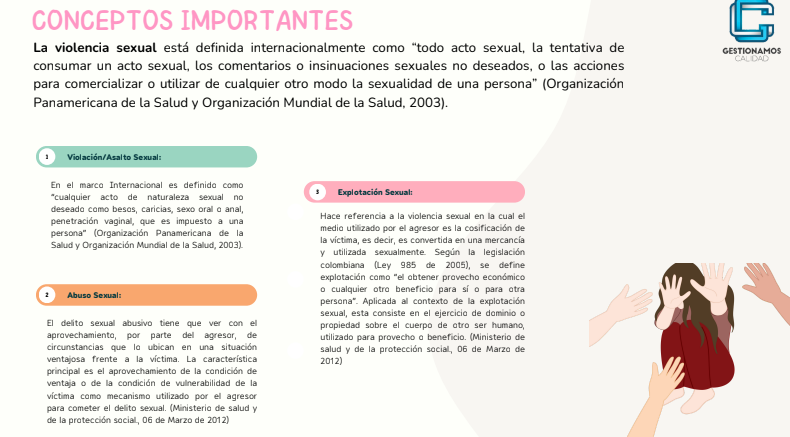 CONCEPTOS IMPORTANTES
La violencia sexual está definida internacionalmente como “todo acto sexual, la tentativa de
consumar un acto sexual, los comentarios o insinuaciones sexuales no deseados, o las acciones
para comercializar o utilizar de cualquier otro modo la sexualidad de una persona” (Organización
Panamericana de la Salud y Organización Mundial de la Salud, 2003).
GESTIONAMOS
CALIDAD
1 Violación/Asalto Sexual:
En el marco Internacional es definido como
“cualquier acto de naturaleza sexual no
deseado como besos, caricias, sexo oral o anal,
penetración vaginal, que es impuesto a una
persona” (Organización Panamericana de la
Salud y Organización Mundial de la Salud, 2003).
2 Abuso Sexual:
El delito sexual abusivo tiene que ver con el
aprovechamiento, por parte del agresor, de
circunstancias que lo ubican en una situación
ventajosa frente a la víctima. La característica
principal es el aprovechamiento de la condición de
ventaja o de la condición de vulnerabilidad de la
víctima como mecanismo utilizado por el agresor
para cometer el delito sexual. (Ministerio de salud y
de la protección social., 06 de Marzo de 2012)
3 Explotación Sexual:
Hace referencia a la violencia sexual en la cual el
medio utilizado por el agresor es la cosificación de
la víctima, es decir, es convertida en una mercancía
y utilizada sexualmente. Según la legislación
colombiana (Ley 985 de 2005), se define
explotación como “el obtener provecho económico
o cualquier otro beneficio para sí o para otra
persona”. Aplicada al contexto de la explotación
sexual, esta consiste en el ejercicio de dominio o
propiedad sobre el cuerpo de otro ser humano,
utilizado para provecho o beneficio. (Ministerio de
salud y de la protección social., 06 de Marzo de
2012)